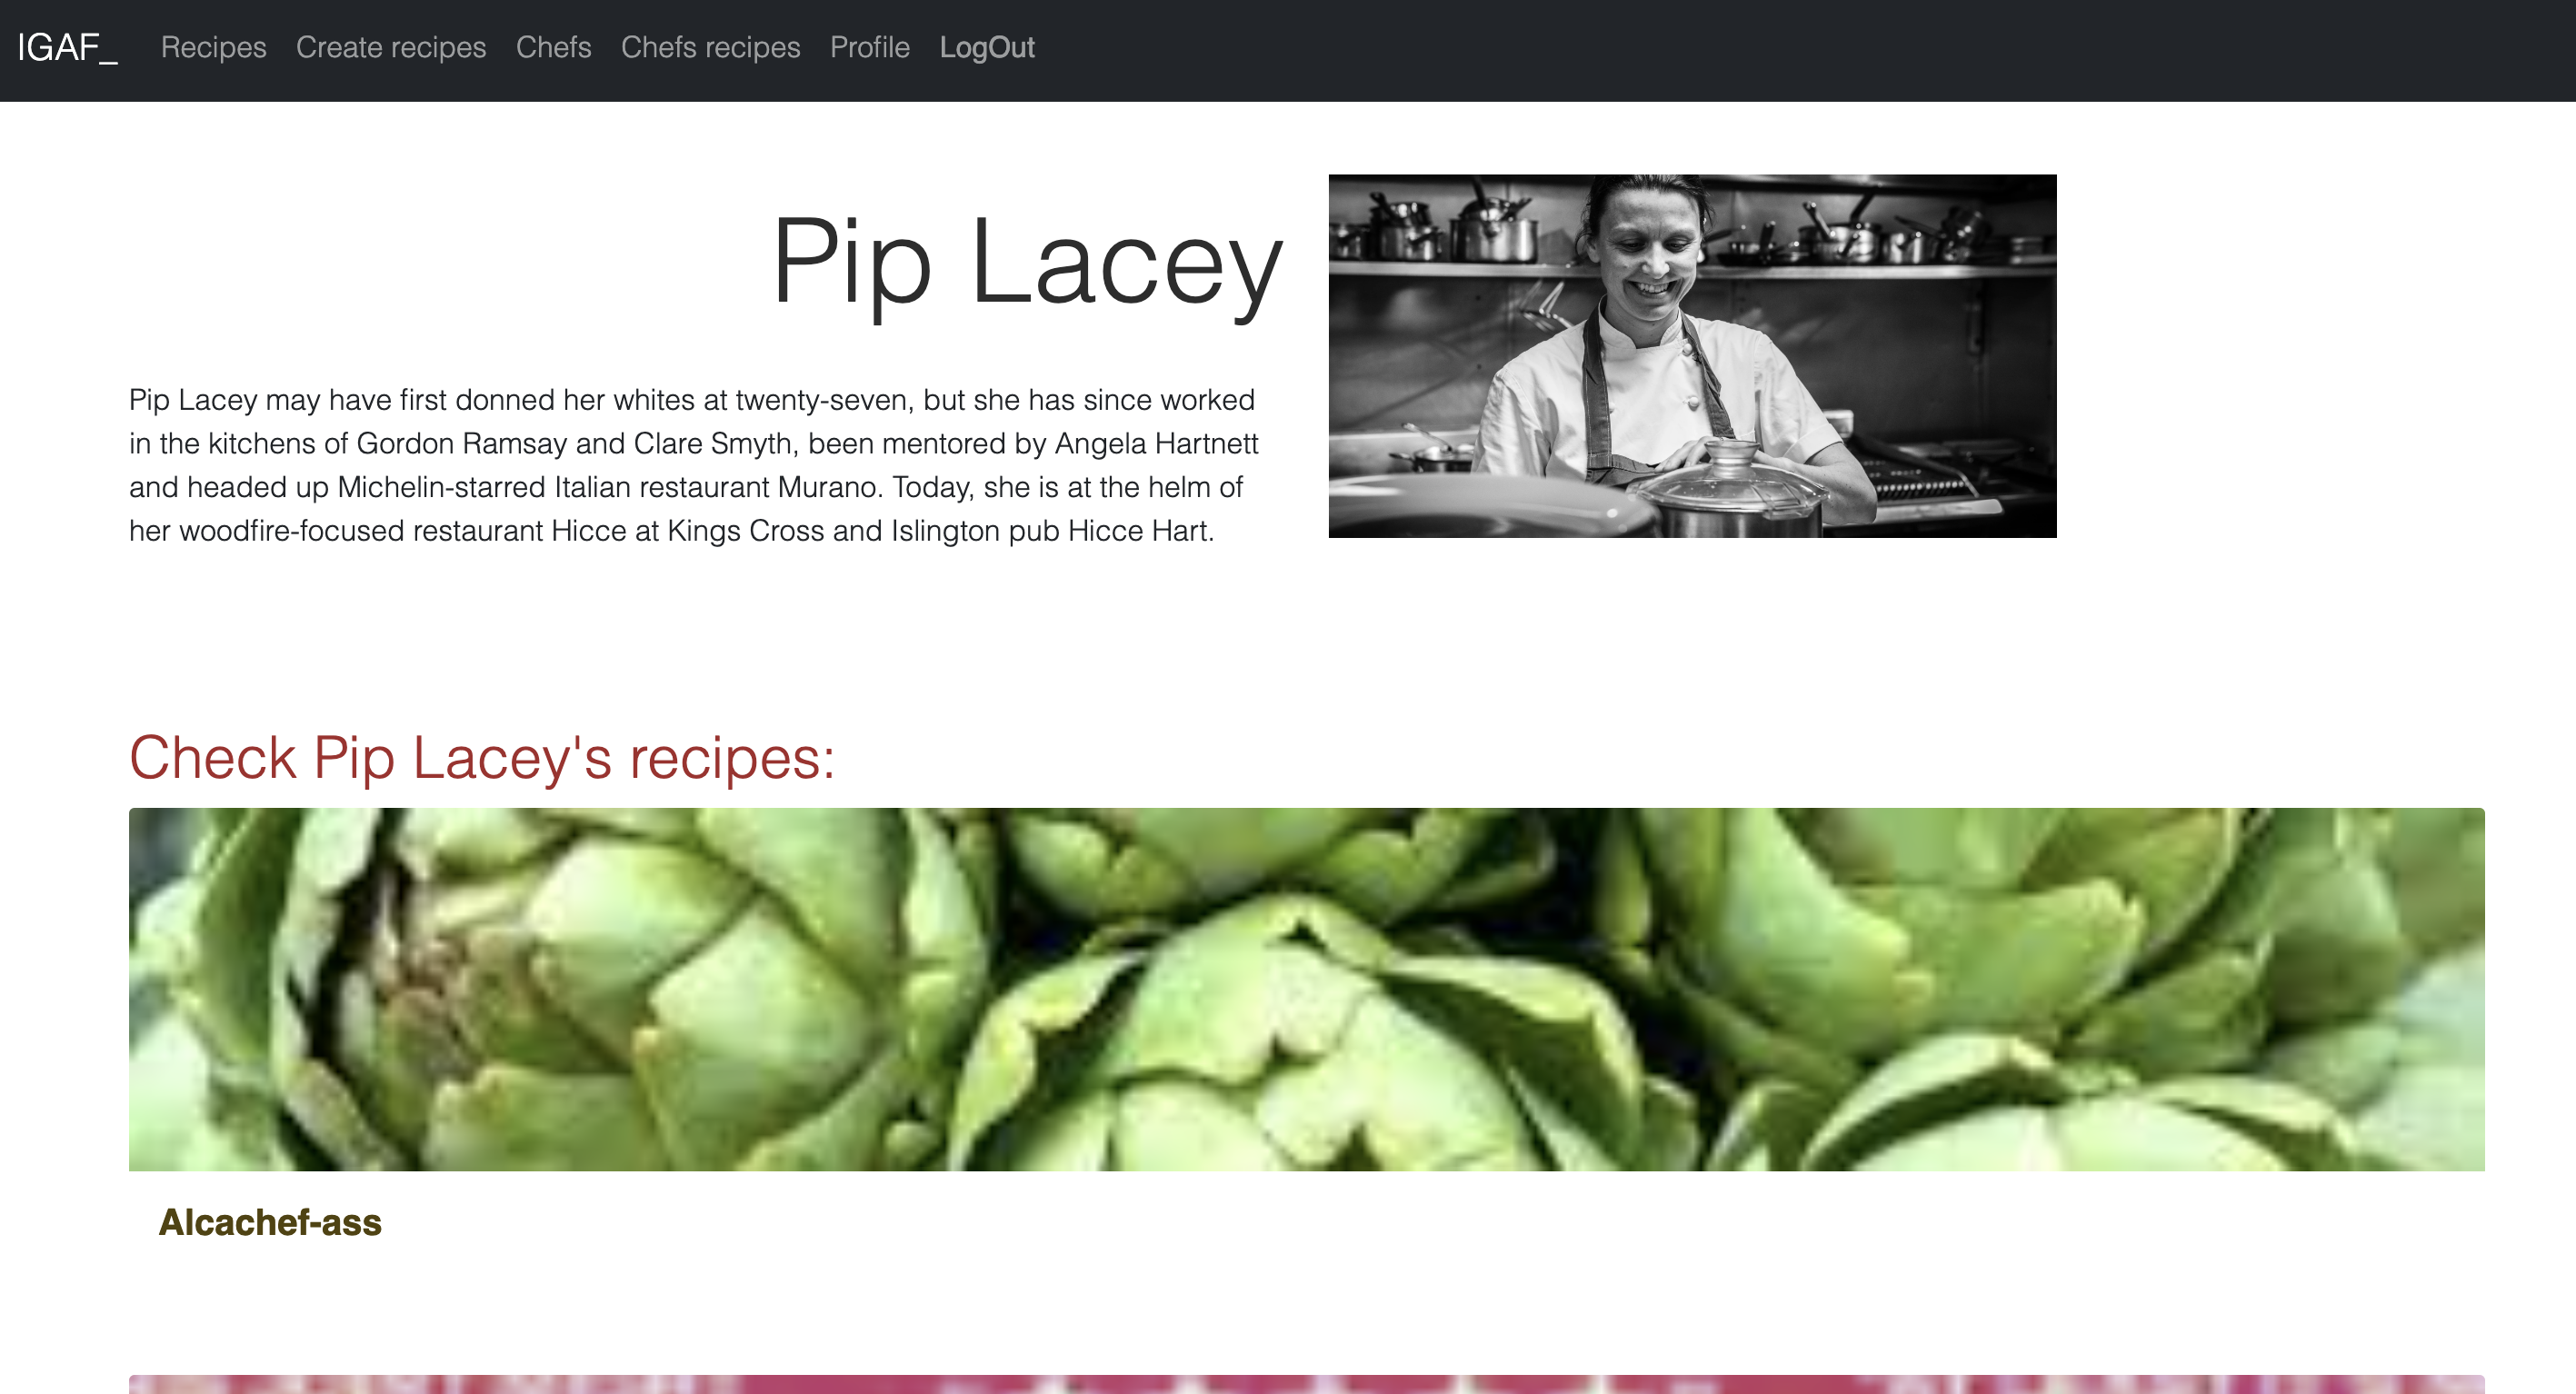 IGAF_ Recipes Create recipes Chefs Chefs recipes Profile LogOut
Pip Lacey
Pip Lacey may have first donned her whites at twenty-seven, but she has since worked
in the kitchens of Gordon Ramsay and Clare Smyth, been mentored by Angela Hartnett
and headed up Michelin-starred Italian restaurant Murano. Today, she is at the helm of
her woodfire-focused restaurant Hicce at Kings Cross and Islington pub Hicce Hart.
Check Pip Lacey's recipes:
Alcachef-ass